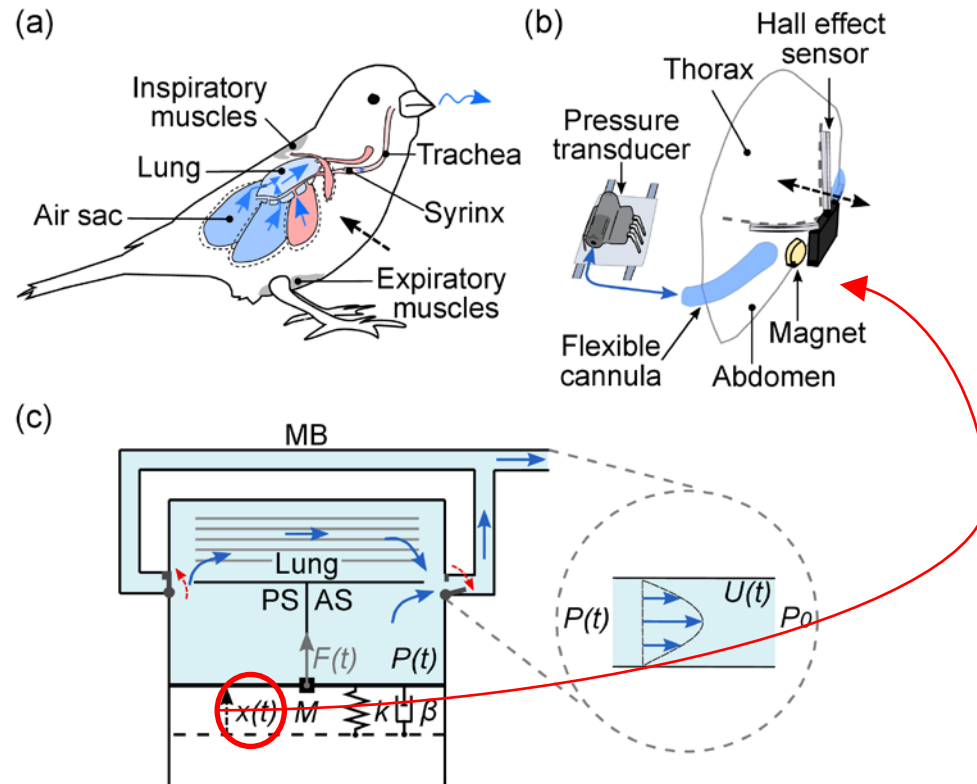 (a)
Inspiratory
muscles
Lung
Air sac
Trachea
Syrinx
Expiratory
muscles
(b)
Hall effect
sensor
Thorax
Pressure
transducer
Flexible
cannula
Magnet
Abdomen
(c)
MB
Lung
PS AS
F(t) P(t)
x(t) M k β
P(t) U(t) P₀